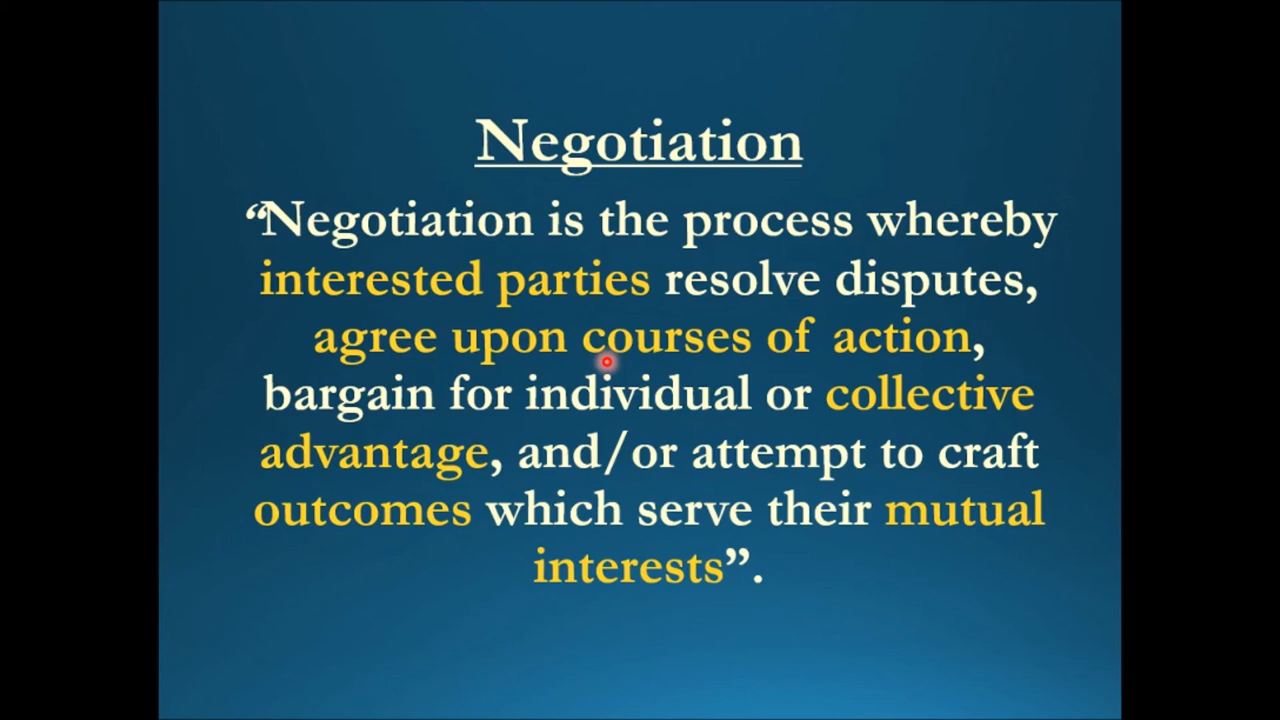 Negotiation
“Negotiation is the process whereby
interested parties resolve disputes,
agree upon courses of action,
bargain for individual or collective
advantage, and/or attempt to craft
outcomes which serve their mutual
interests”.